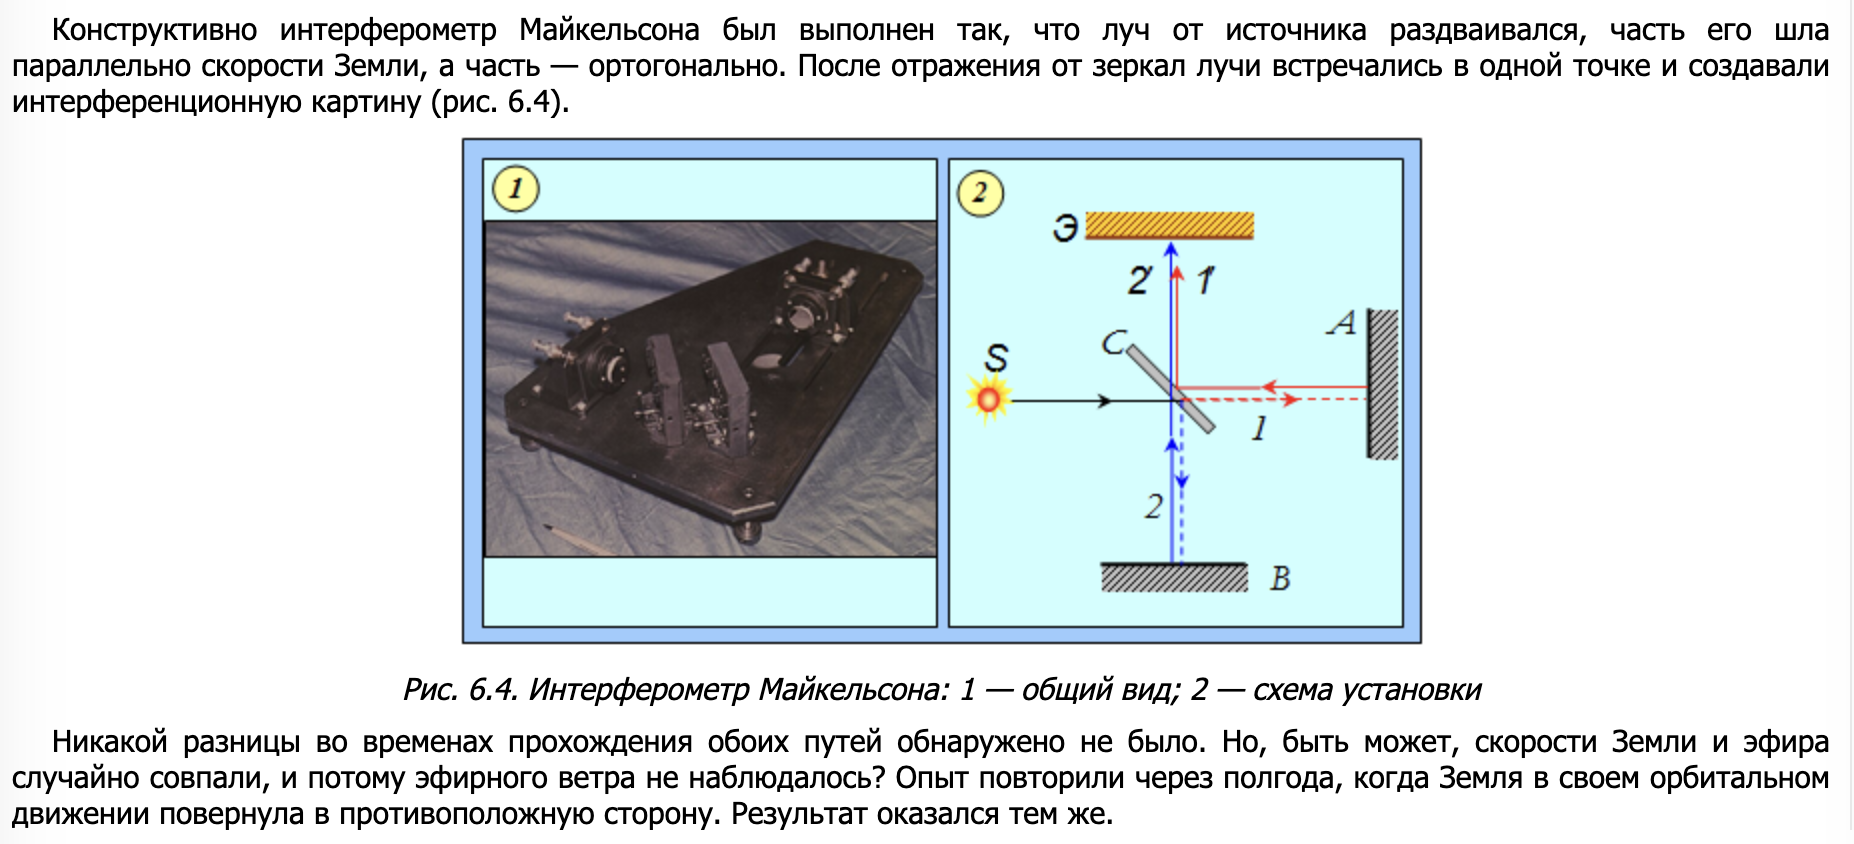 Конструктивно интерферометр Майкельсона был выполнен так, что луч от источника раздваивался, часть его шла
параллельно скорости Земли, а часть — ортогонально. После отражения от зеркал лучи встречались в одной точке и создавали
интерференционную картину (рис. 6.4).
1
2
Э
2' 1'
A
C
S
1
2
B
Рис. 6.4. Интерферометр Майкельсона: 1 — общий вид; 2 — схема установки
Никакой разницы во временах прохождения обоих путей обнаружено не было. Но, быть может, скорости Земли и эфира
случайно совпали, и потому эфирного ветра не наблюдалось? Опыт повторили через полгода, когда Земля в своем орбитальном
движении повернула в противоположную сторону. Результат оказался тем же.